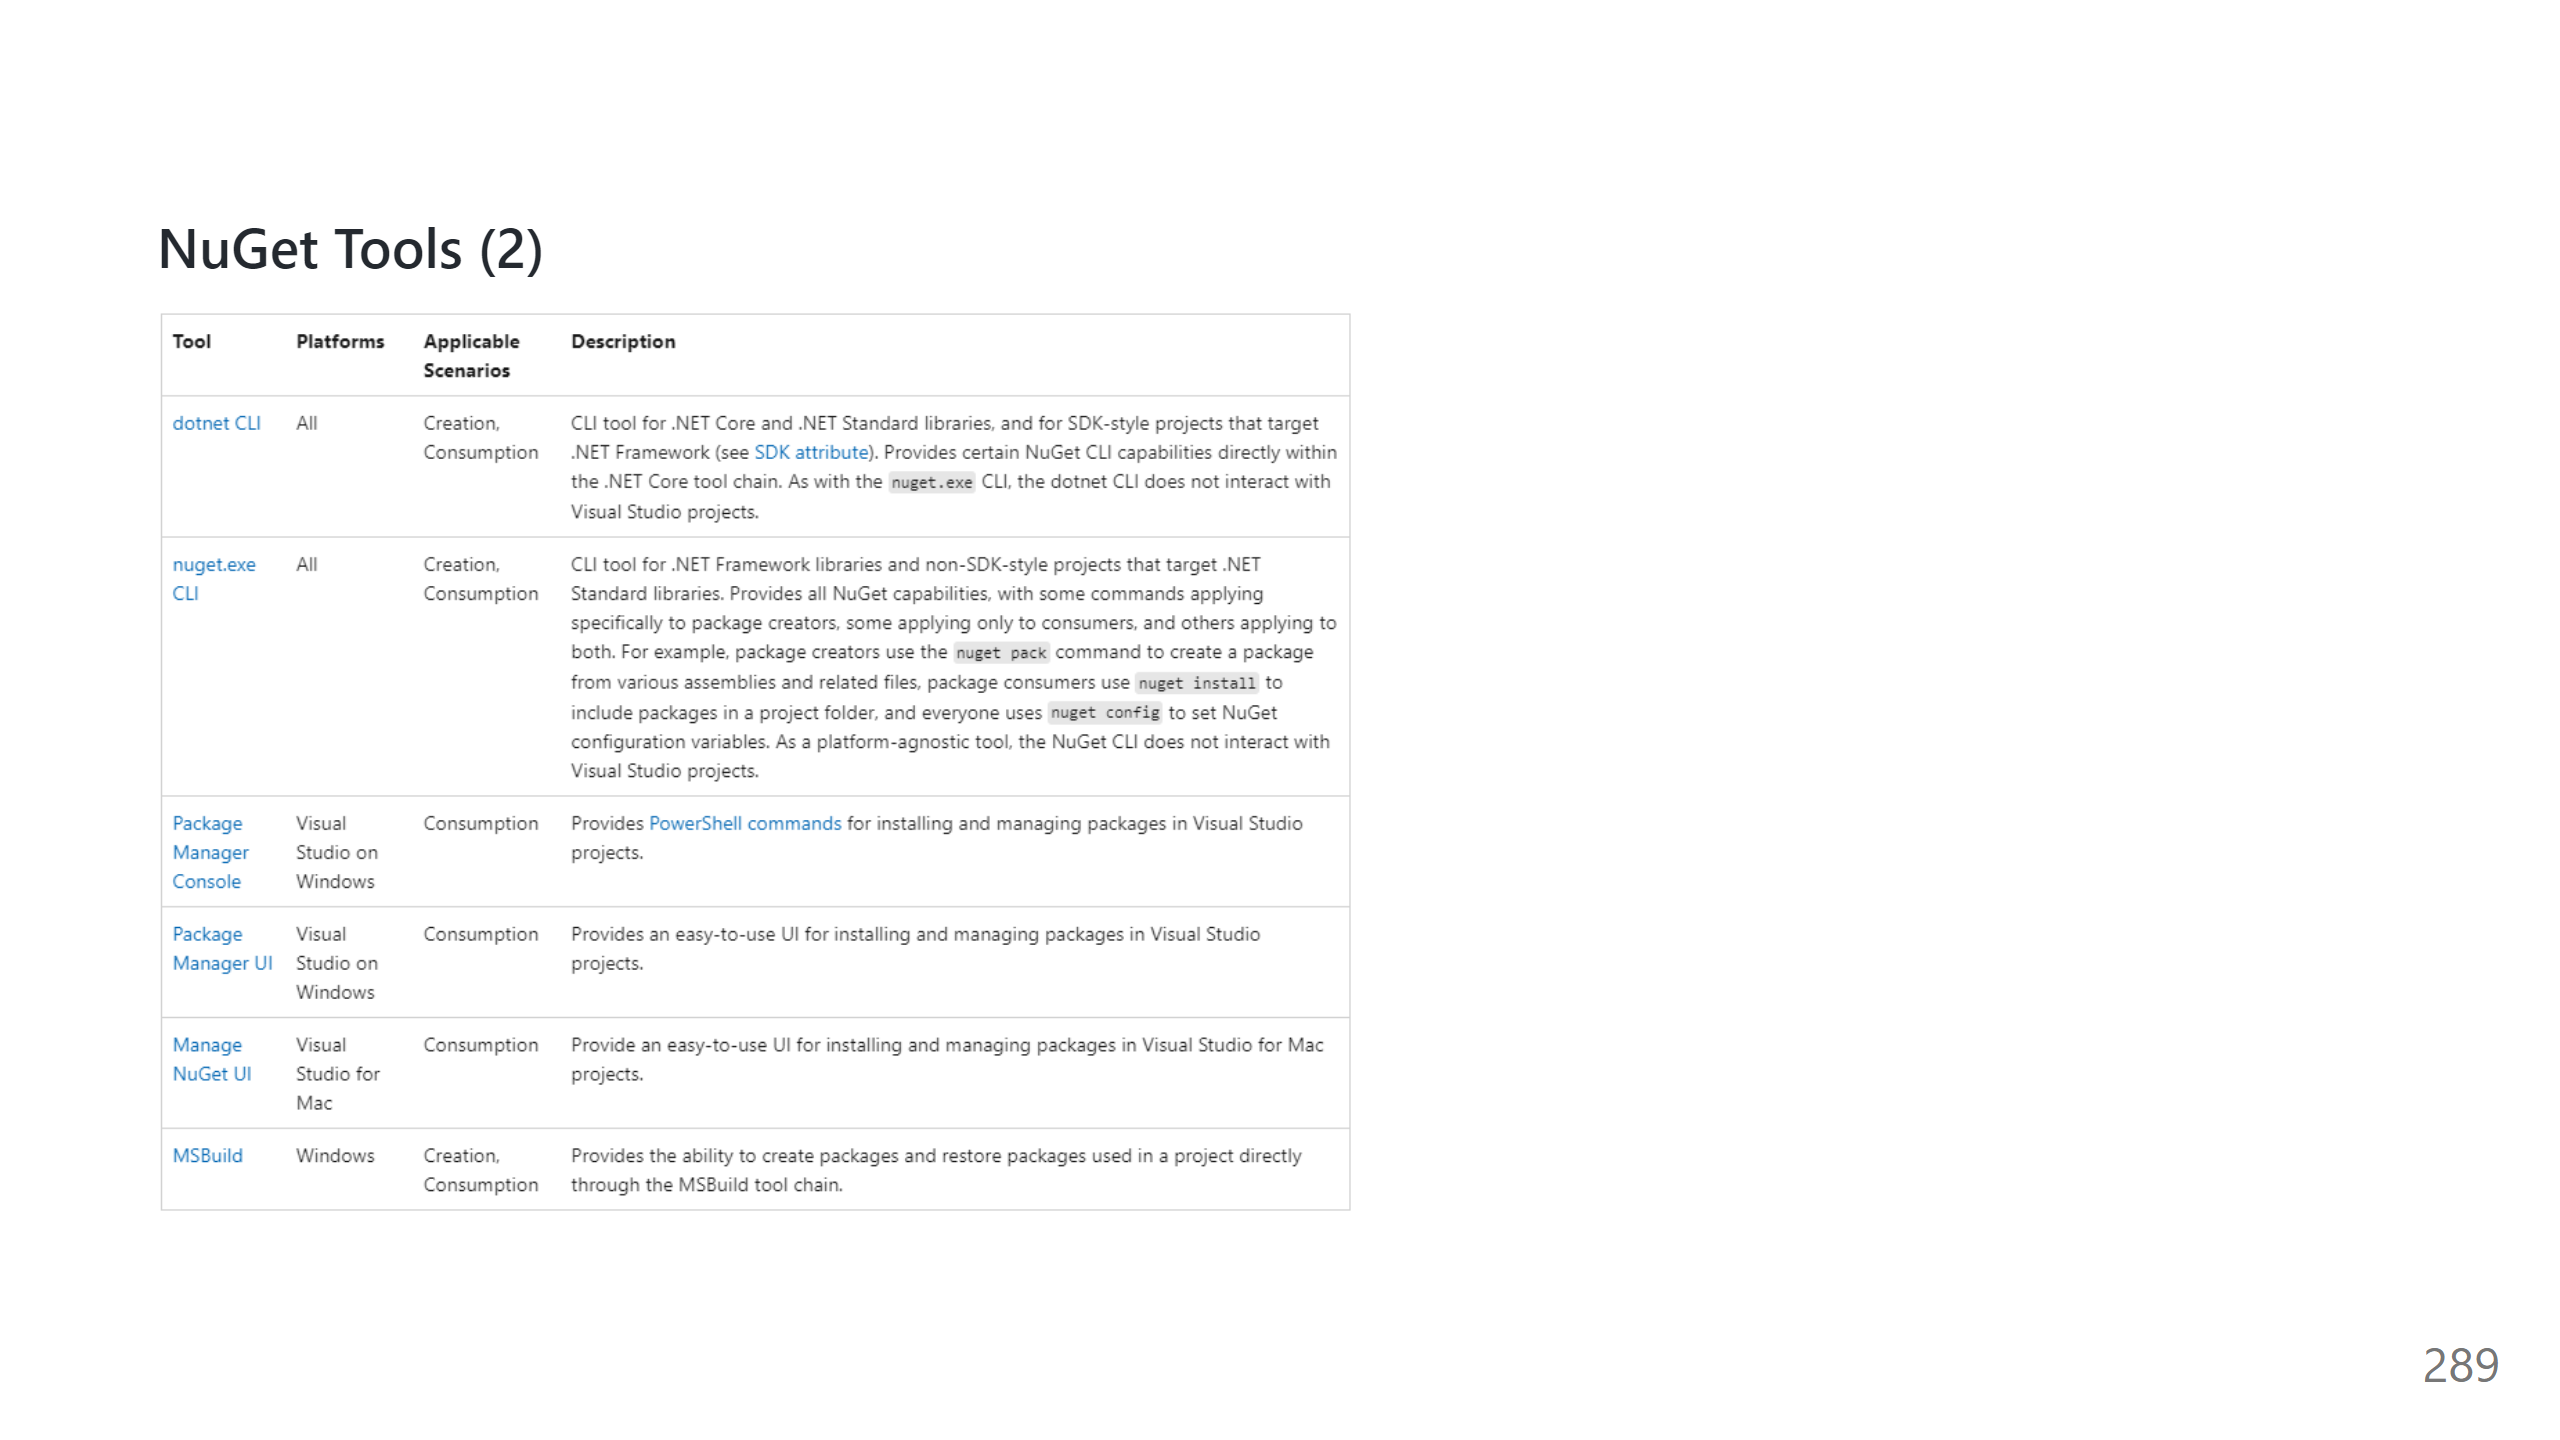 NuGet Tools (2)
Tool Platforms Applicable Scenarios Description
dotnet CLI All Creation, Consumption CLI tool for .NET Core and .NET Standard libraries, and for SDK-style projects that target
.NET Framework (see SDK attribute). Provides certain NuGet CLI capabilities directly within
the .NET Core tool chain. As with the nuget.exe CLI, the dotnet CLI does not interact with
Visual Studio projects.
nuget.exe CLI All Creation, Consumption CLI tool for .NET Framework libraries and non-SDK-style projects that target .NET
Standard libraries. Provides all NuGet capabilities, with some commands applying
specifically to package creators, some applying only to consumers, and others applying to
both. For example, package creators use the nuget pack command to create a package
from various assemblies and related files, package consumers use nuget install to
include packages in a project folder, and everyone uses nuget config to set NuGet
configuration variables. As a platform-agnostic tool, the NuGet CLI does not interact with
Visual Studio projects.
Package Manager Console Visual Studio on Windows Consumption Provides PowerShell commands for installing and managing packages in Visual Studio
projects.
Package Manager UI Visual Studio on Windows Consumption Provides an easy-to-use UI for installing and managing packages in Visual Studio
projects.
Manage NuGet UI Visual Studio for Mac Consumption Provide an easy-to-use UI for installing and managing packages in Visual Studio for Mac
projects.
MSBuild Windows Creation, Consumption Provides the ability to create packages and restore packages used in a project directly
through the MSBuild tool chain.
289